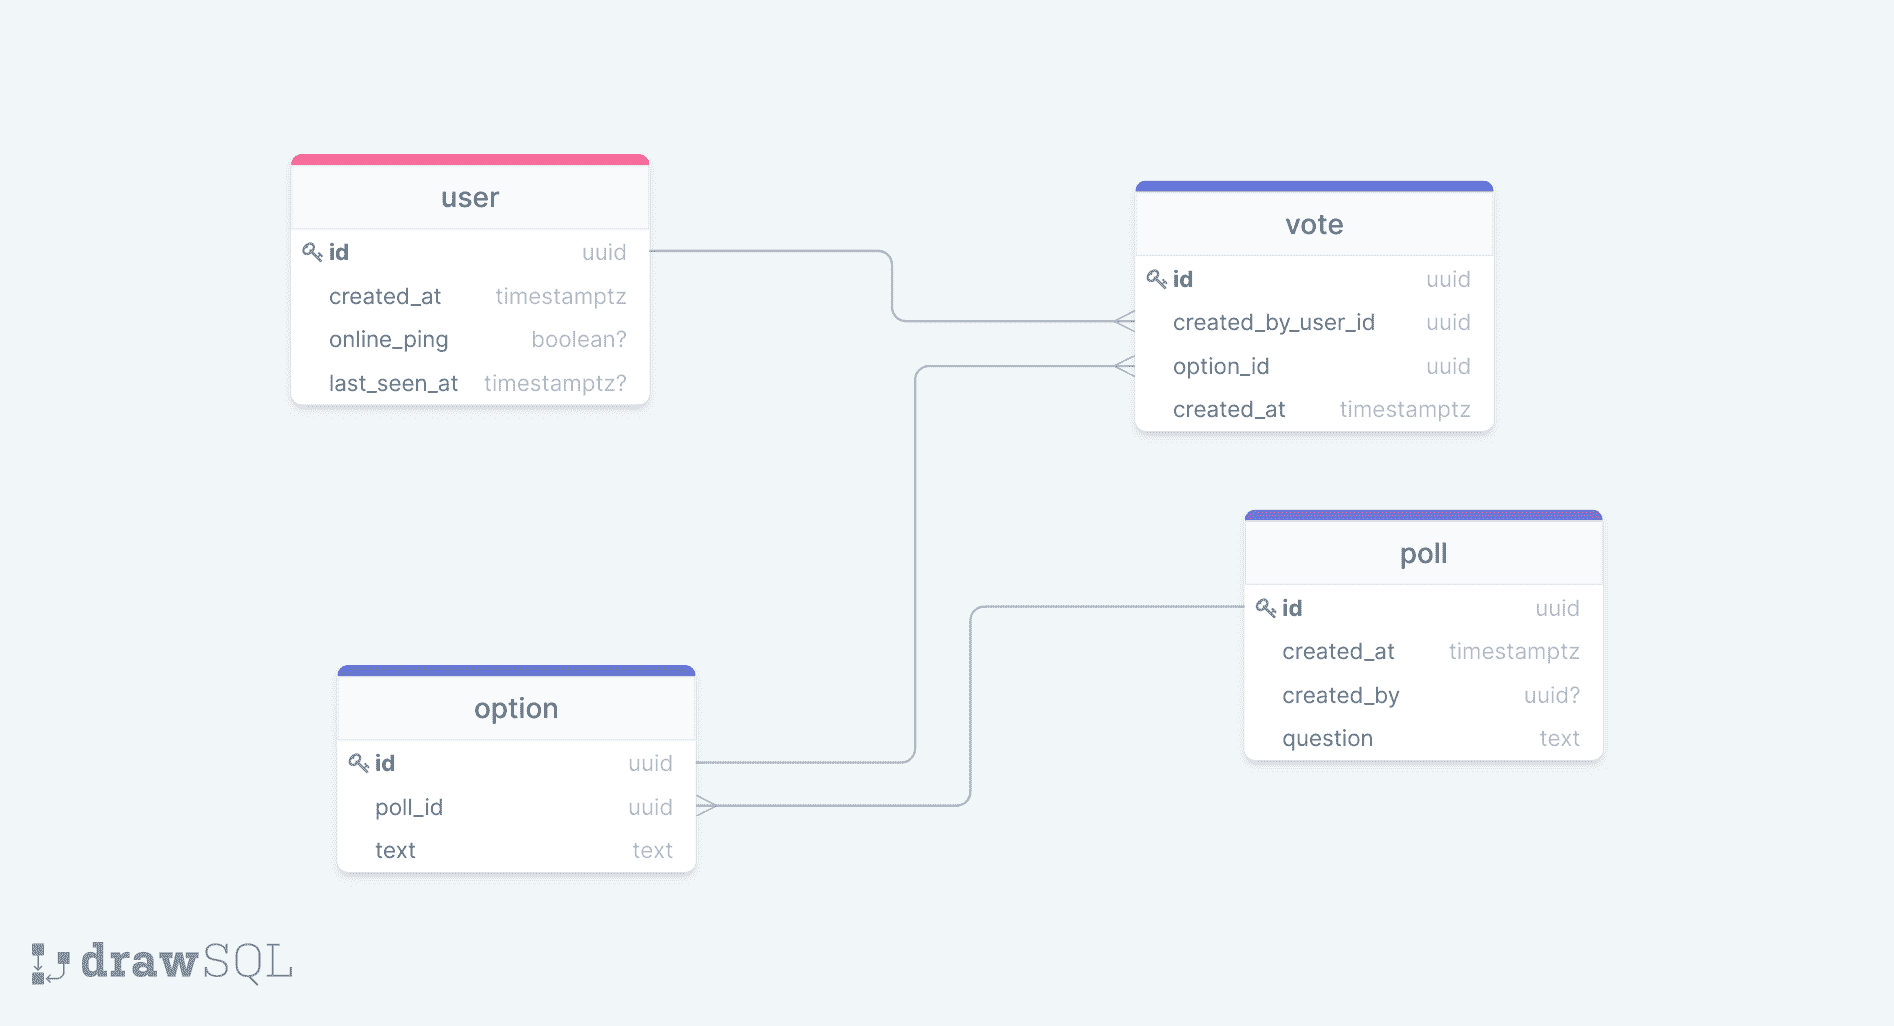 user
id uuid
created_at timestamptz
online_ping boolean?
last_seen_at timestamptz?
vote
id uuid
created_by_user_id uuid
option_id uuid
created_at timestamptz
poll
id uuid
created_at timestamptz
created_by uuid?
question text
option
id uuid
poll_id uuid
text text
drawSQL